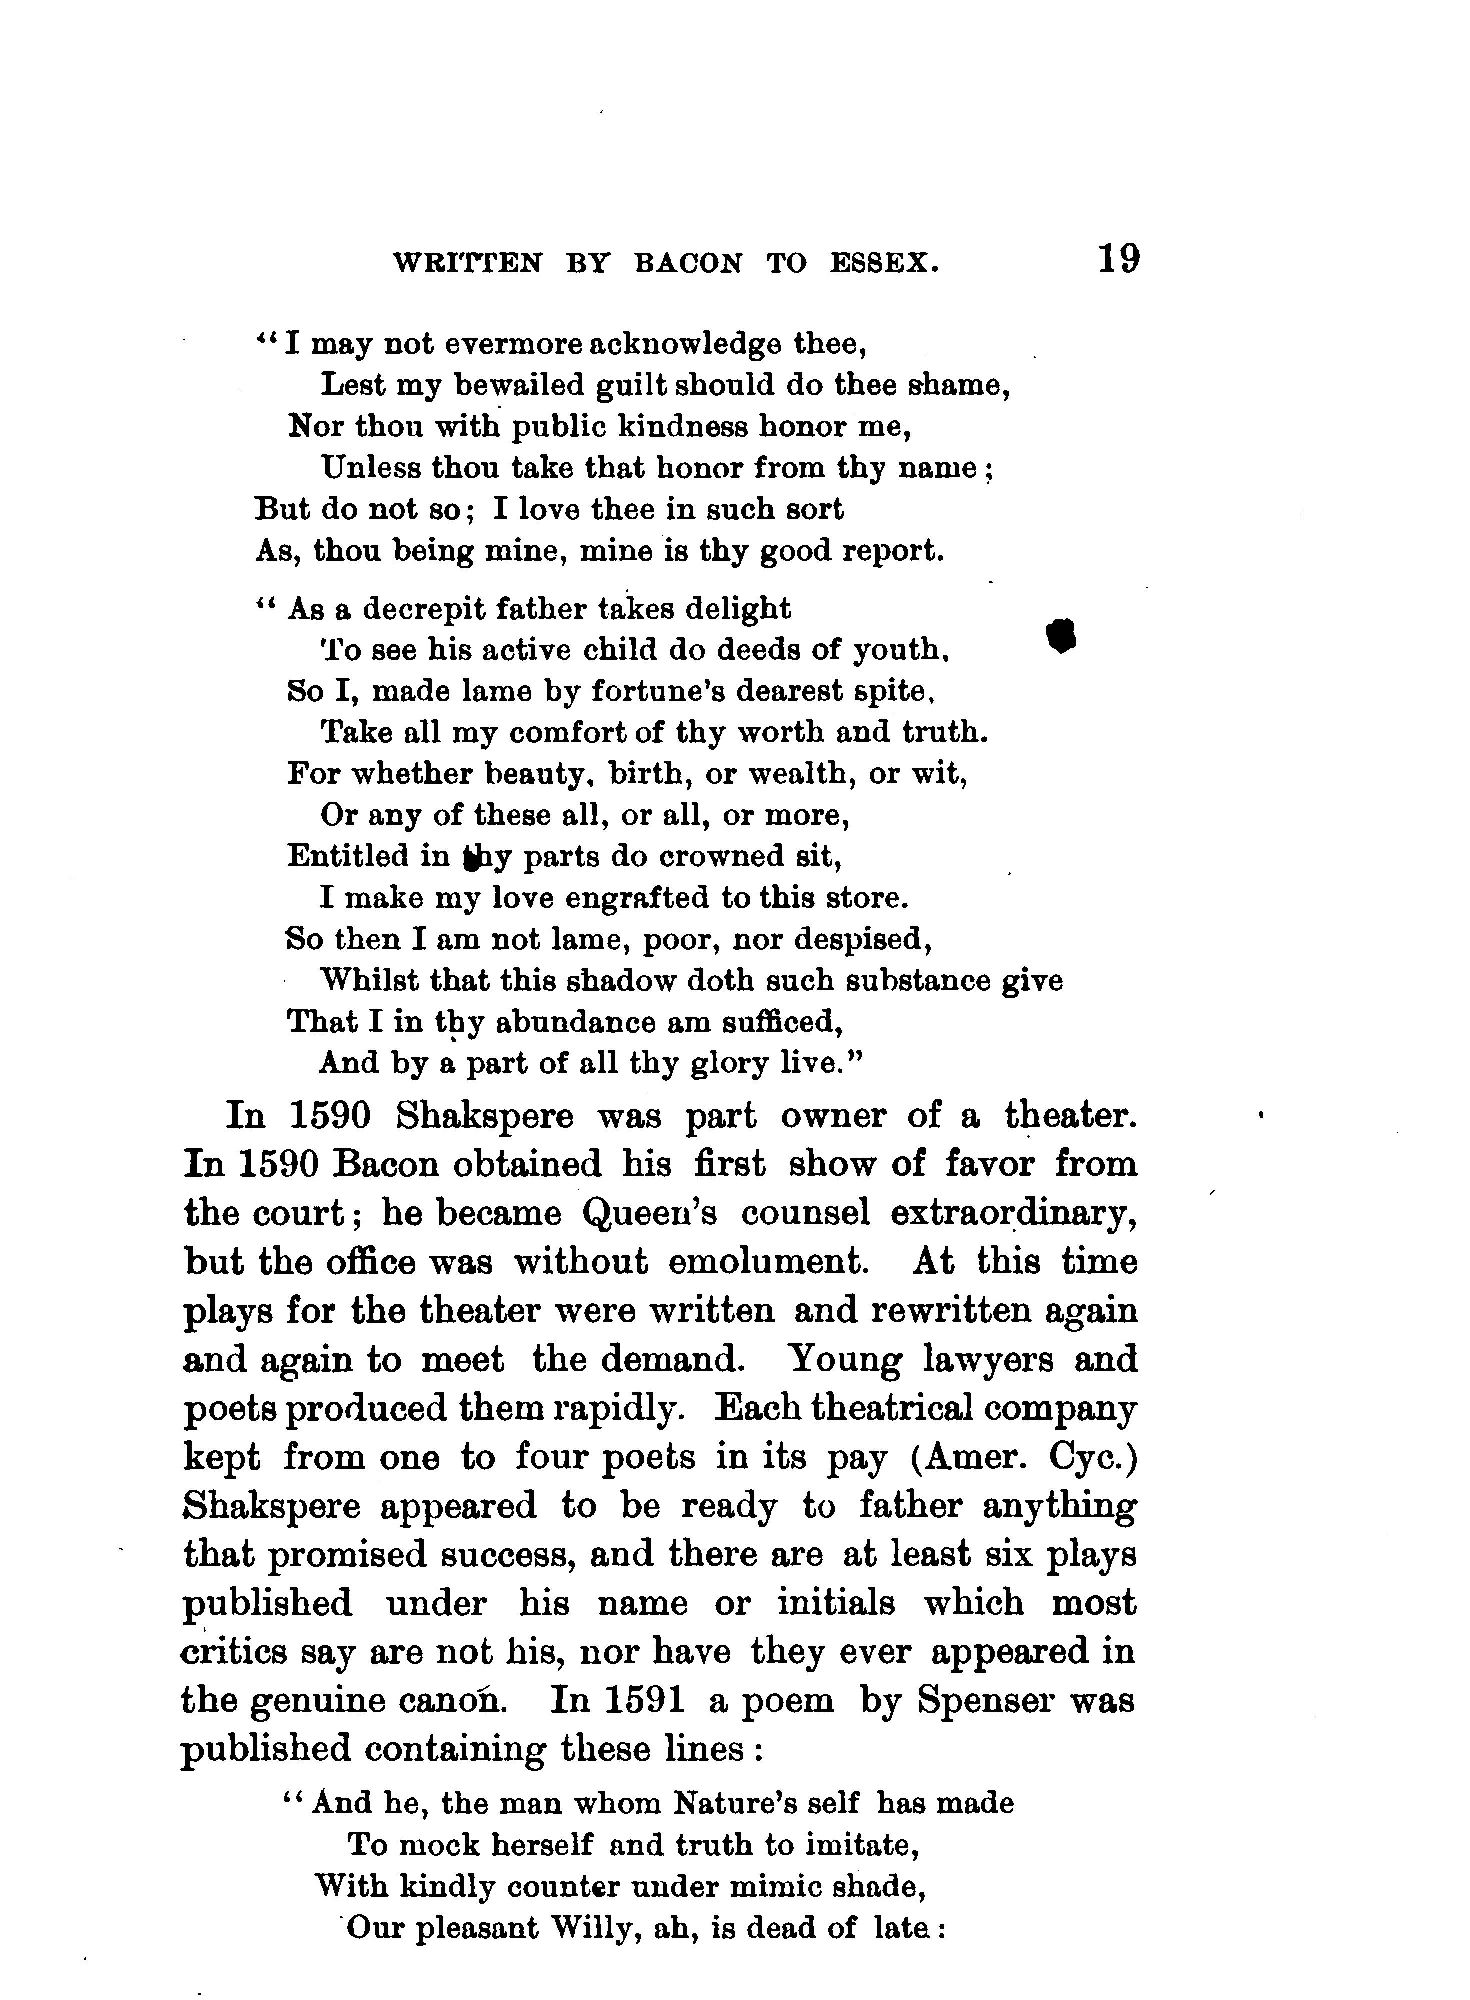 WRITTEN BY BACON TO ESSEX. 19
“I may not evermore acknowledge thee,
Lest my bewailed guilt should do thee shame,
Nor thou with public kindness honor me,
Unless thou take that honor from thy name;
But do not so; I love thee in such sort
As, thou being mine, mine is thy good report.
“As a decrepit father takes delight
To see his active child do deeds of youth,
So I, made lame by fortune's dearest spite,
Take all my comfort of thy worth and truth.
For whether beauty, birth, or wealth, or wit,
Or any of these all, or all, or more,
Entitled in thy parts do crowned sit,
I make my love engrafted to this store.
So then I am not lame, poor, nor despised,
Whilst that this shadow doth such substance give
That I in thy abundance am sufficed,
And by a part of all thy glory live.”
In 1590 Shakspere was part owner of a theater.
In 1590 Bacon obtained his first show of favor from
the court; he became Queen's counsel extraordinary,
but the office was without emolument. At this time
plays for the theater were written and rewritten again
and again to meet the demand. Young lawyers and
poets produced them rapidly. Each theatrical company
kept from one to four poets in its pay (Amer. Cyc.)
Shakspere appeared to be ready to father anything
that promised success, and there are at least six plays
published under his name or initials which most
critics say are not his, nor have they ever appeared in
the genuine canon. In 1591 a poem by Spenser was
published containing these lines:
“And he, the man whom Nature's self has made
To mock herself and truth to imitate,
With kindly counter under mimic shade,
Our pleasant Willy, ah, is dead of late: